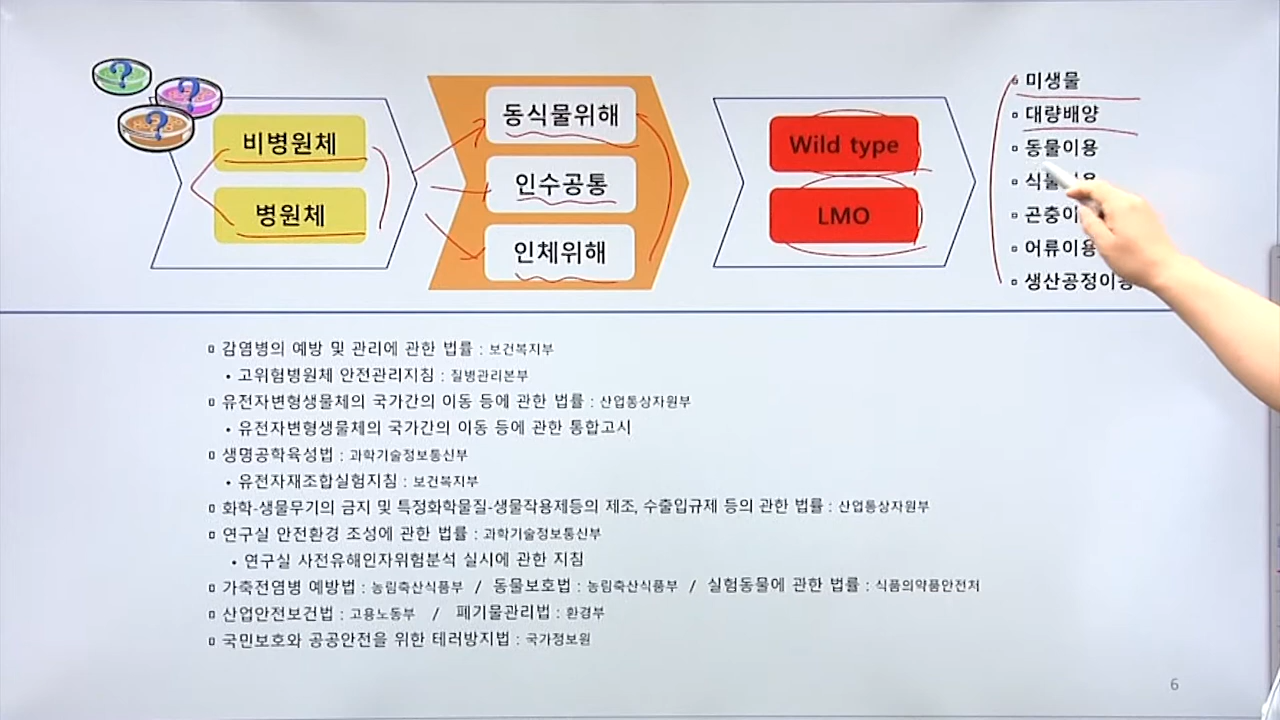 ? ? ?
비병원체
병원체
동식물위해
인수공통
인체위해
Wild type
LMO
▫ 미생물
▫ 대량배양
▫ 동물이용
▫ 식물이용
▫ 곤충이용
▫ 어류이용
▫ 생산공정이용
▫ 감염병의 예방 및 관리에 관한 법률 : 보건복지부
• 고위험병원체 안전관리지침 : 질병관리본부
▫ 유전자변형생물체의 국가간의 이동 등에 관한 법률 : 산업통상자원부
• 유전자변형생물체의 국가간의 이동 등에 관한 통합고시
▫ 생명공학육성법 : 과학기술정보통신부
• 유전자재조합실험지침 : 보건복지부
▫ 화학-생물무기의 금지 및 특정화학물질-생물작용제등의 제조, 수출입규제 등의 관한 법률 : 산업통상자원부
▫ 연구실 안전환경 조성에 관한 법률 : 과학기술정보통신부
• 연구실 사전유해인자위험분석 실시에 관한 지침
▫ 가축전염병 예방법 : 농림축산식품부 / 동물보호법 : 농림축산식품부 / 실험동물에 관한 법률 : 식품의약품안전처
▫ 산업안전보건법 : 고용노동부 / 폐기물관리법 : 환경부
▫ 국민보호와 공공안전을 위한 테러방지법 : 국가정보원
6